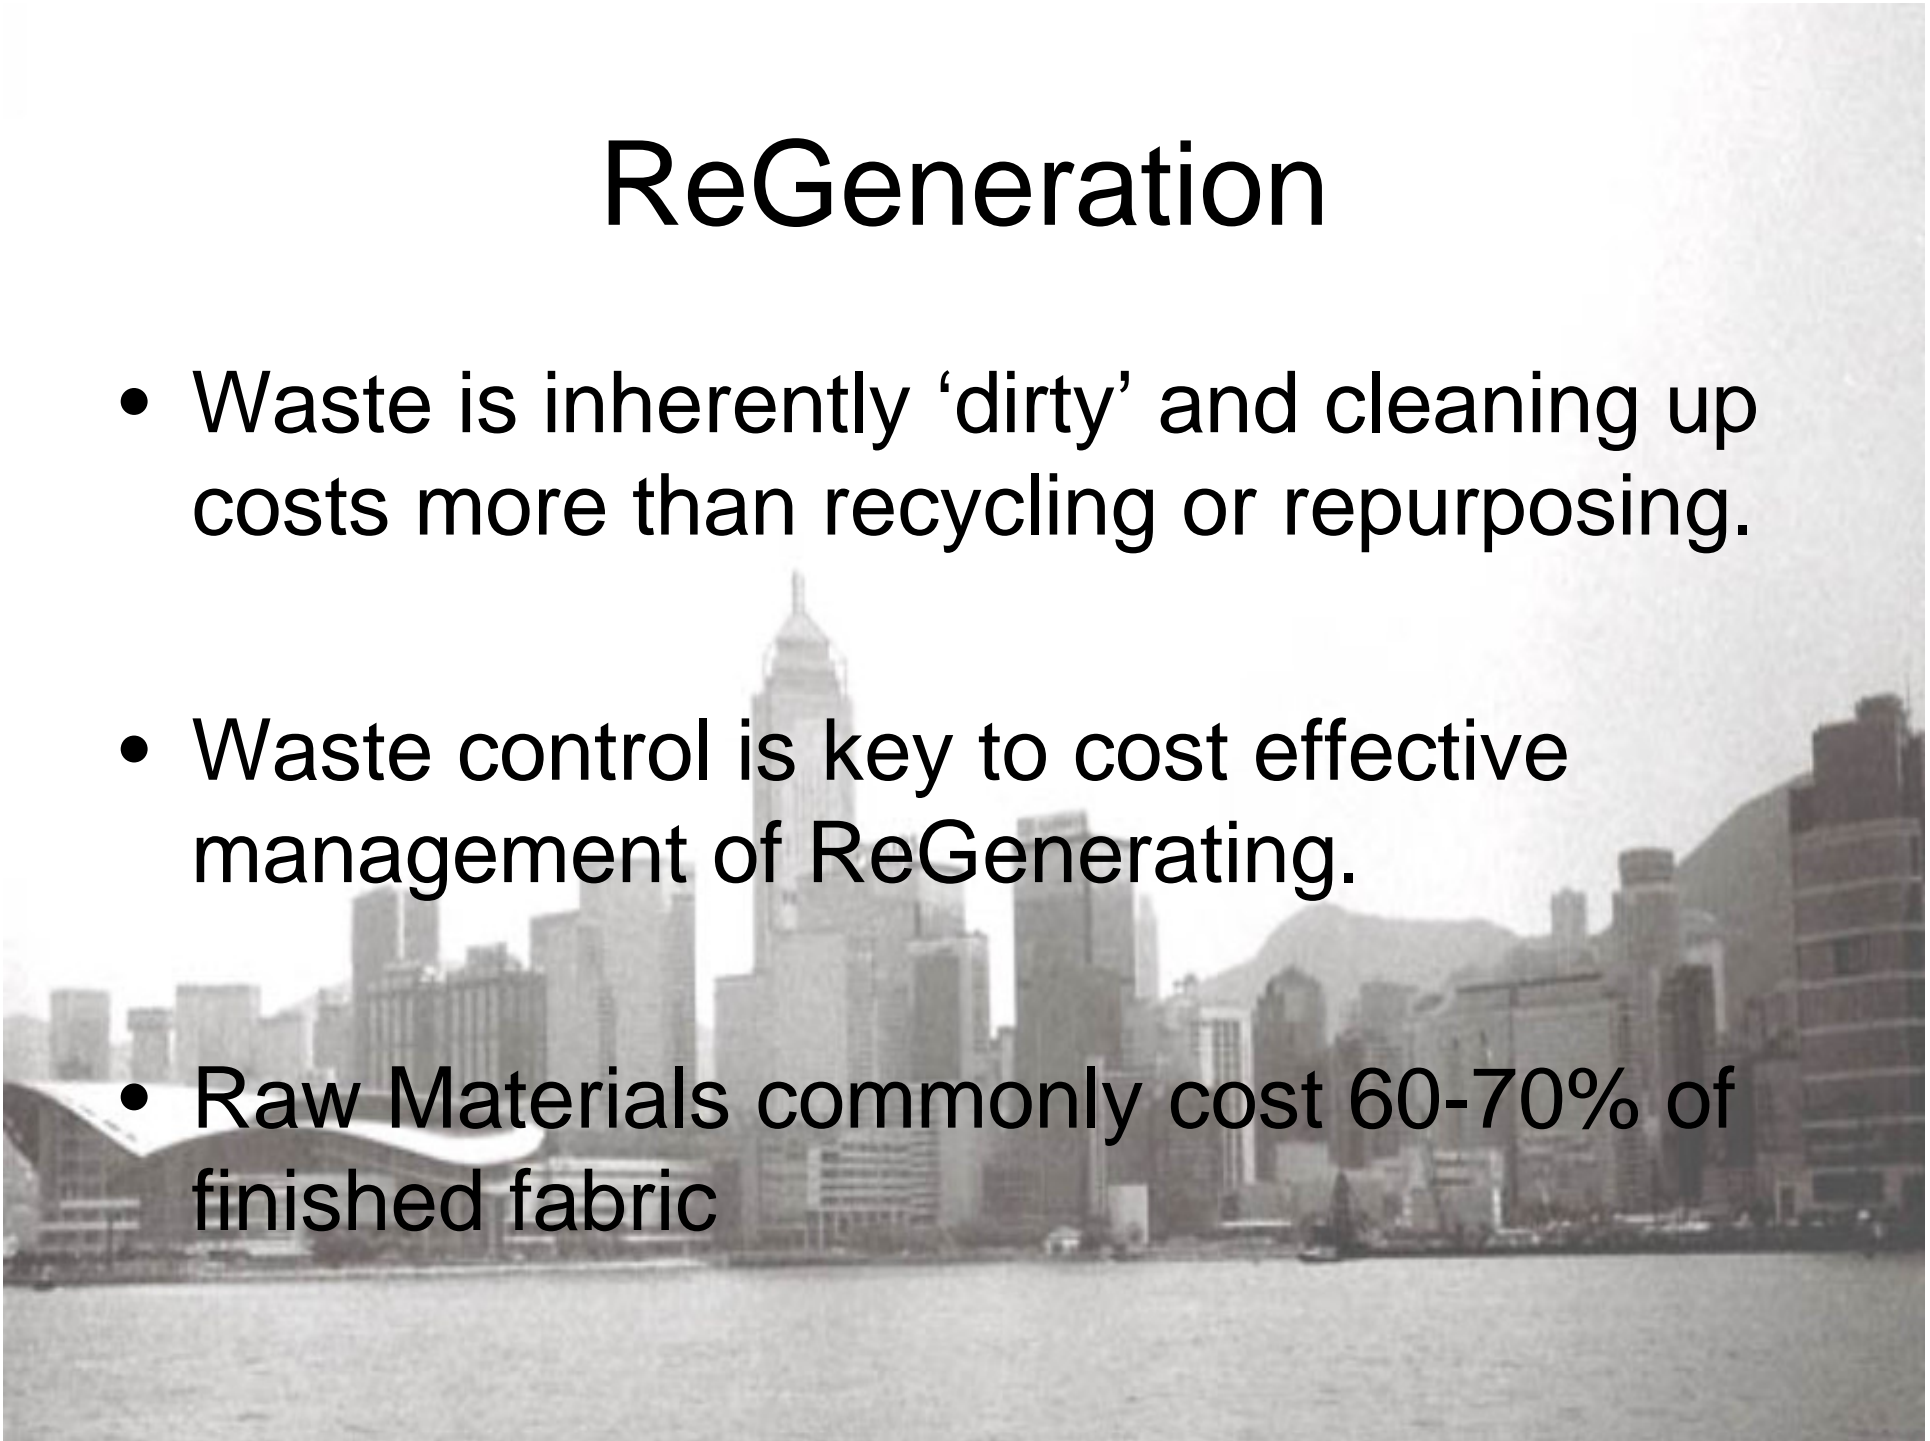 ReGeneration
• Waste is inherently ‘dirty’ and cleaning up
costs more than recycling or repurposing.
• Waste control is key to cost effective
management of ReGenerating.
• Raw Materials commonly cost 60-70% of
finished fabric